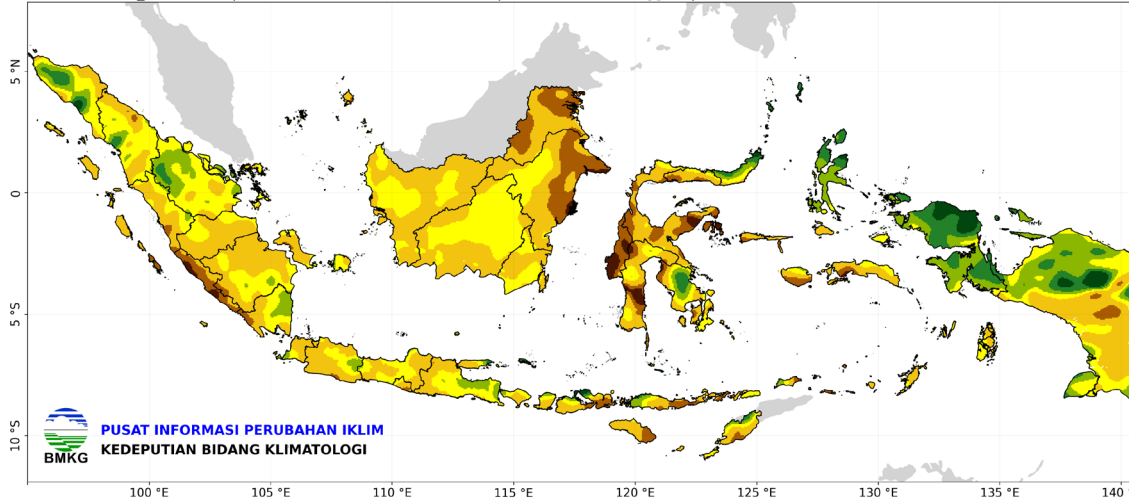 5 °N
0
5 °S
10 °S
PUSAT INFORMASI PERUBAHAN IKLIM
KEDEPUTIAN BIDANG KLIMATOLOGI
BMKG
100 °E
105 °E
110 °E
115 °E
120 °E
125 °E
130 °E
135 °E